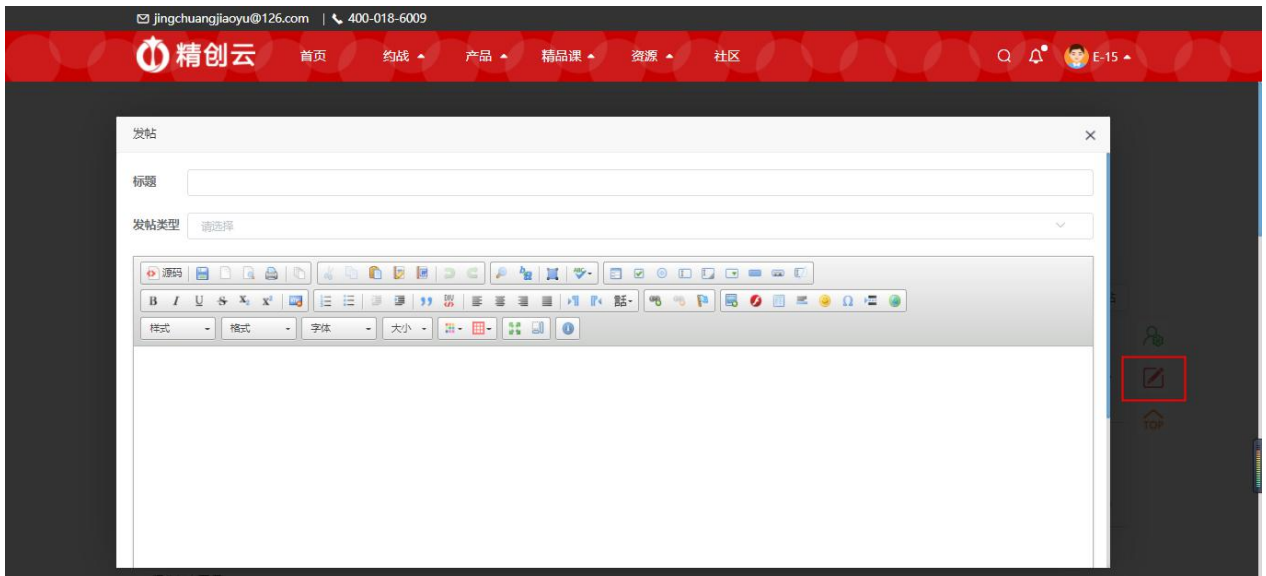 jingchuangjiaoyu@126.com | 400-018-6009
精创云 首页 约战 产品 精品课 资源 社区 E-15
发帖
标题
发帖类型 请选择
源码
B I U S X₂ x²
样式 格式 字体 大小
TOP